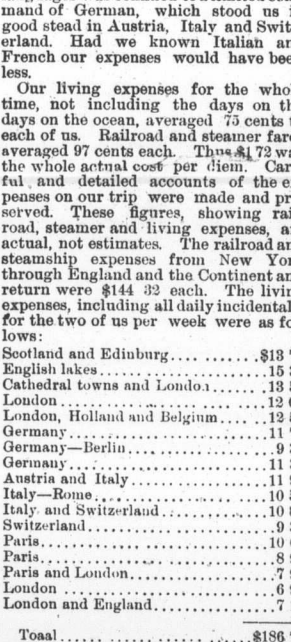 mand of German, which stood us i
good stead in Austria, Italy and Swit
erland. Had we known Italian an
French our expenses would have bee
less.
Our living expenses for the who
time, not including the days on th
days on the ocean, averaged 75 cents
each of us. Railroad and steamer fare
averaged 97 cents each. Thus $1 72 wa
the whole actual cost per diem. Car
ful and detailed accounts of the e
penses on our trip were made and pr
served. These figures, showing rai
road, steamer and living expenses, a
actual, not estimates. The railroad an
steamship expenses from New Yor
through England and the Continent an
return were $144 32 each. The livin
expenses, including all daily incidental
for the two of us per week were as fo
lows:
Scotland and Edinburg..........$13
English lakes.................. 15
Cathedral towns and London..... 13
London......................... 12
London, Holland and Belgium..... 12
Germany........................ 11
Germany—Berlin................. 9
Germany........................ 11
Austria and Italy.............. 11
Italy—Rome..................... 10
Italy and Switzerland.......... 10
Switzerland.................... 9
Paris.......................... 10
Paris.......................... 8
Paris and London............... 7
London......................... 6
London and England............. 7
Toaal......................$186